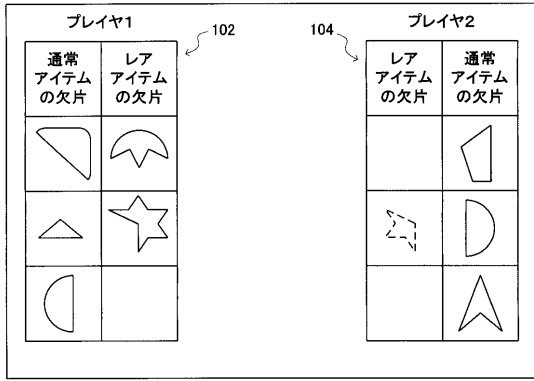 プレイヤ1
102
通常
アイテム
の欠片
レア
アイテム
の欠片
プレイヤ2
104
レア
アイテム
の欠片
通常
アイテム
の欠片